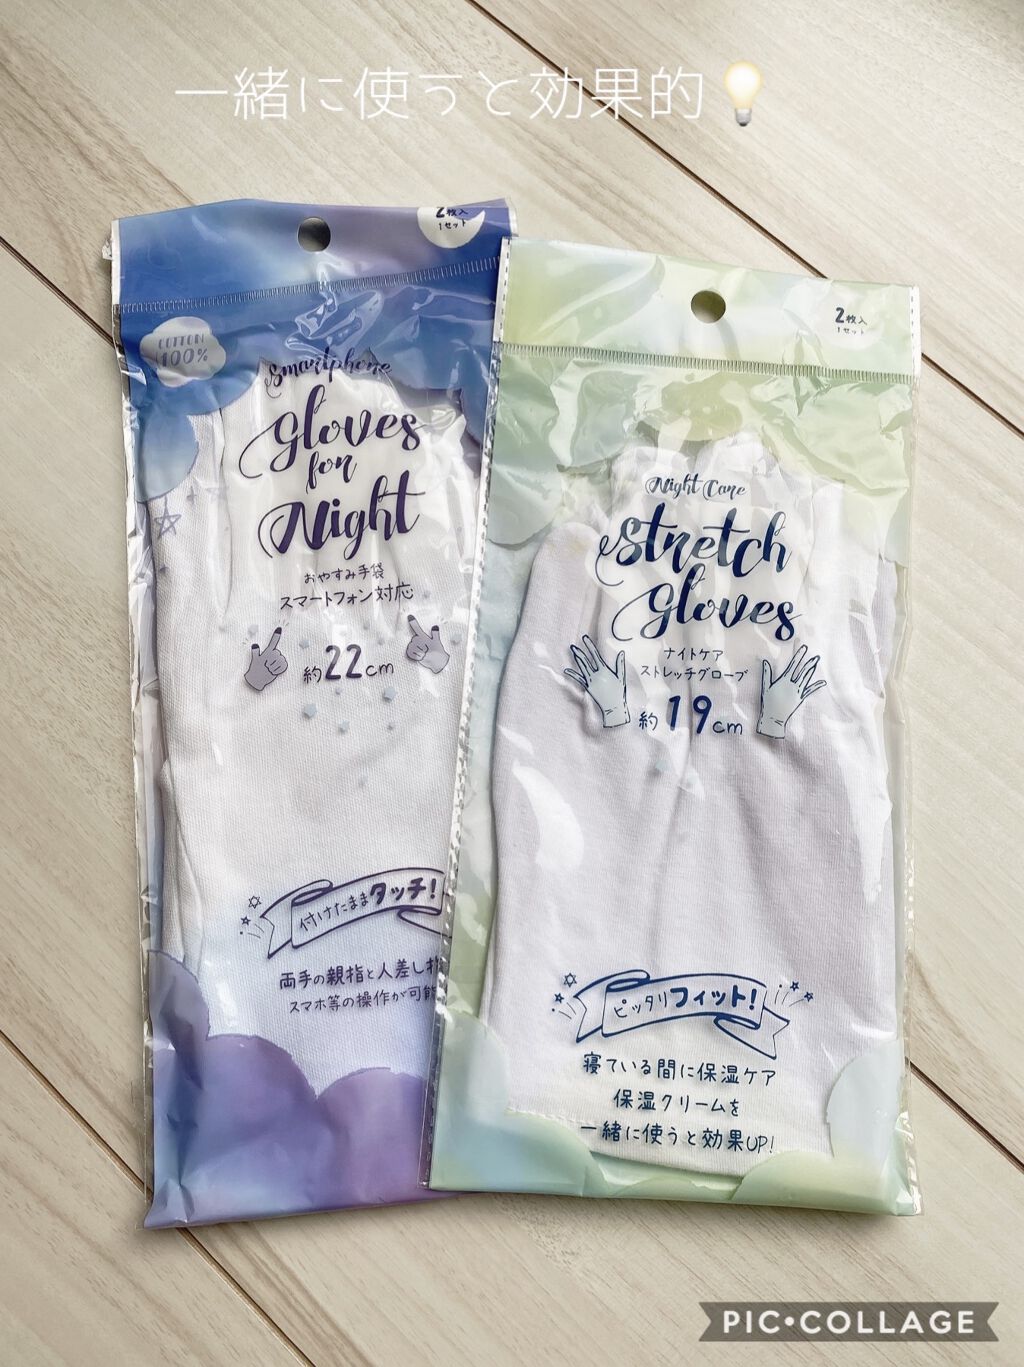 一緒に使うと効果的
2枚入
1セット
COTTON
100%
Smartphone
Gloves
for
Night
おやすみ手袋
スマートフォン対応
約22cm
付けたままタッチ!
両手の親指と人差し指
スマホ等の操作が可能
2枚入
1セット
Night Care
Stretch
Gloves
ナイトケア
ストレッチグローブ
約19cm
ピッタリフィット!
寝ている間に保湿ケア
保湿クリームを
一緒に使うと効果UP!
PIC•COLLAGE